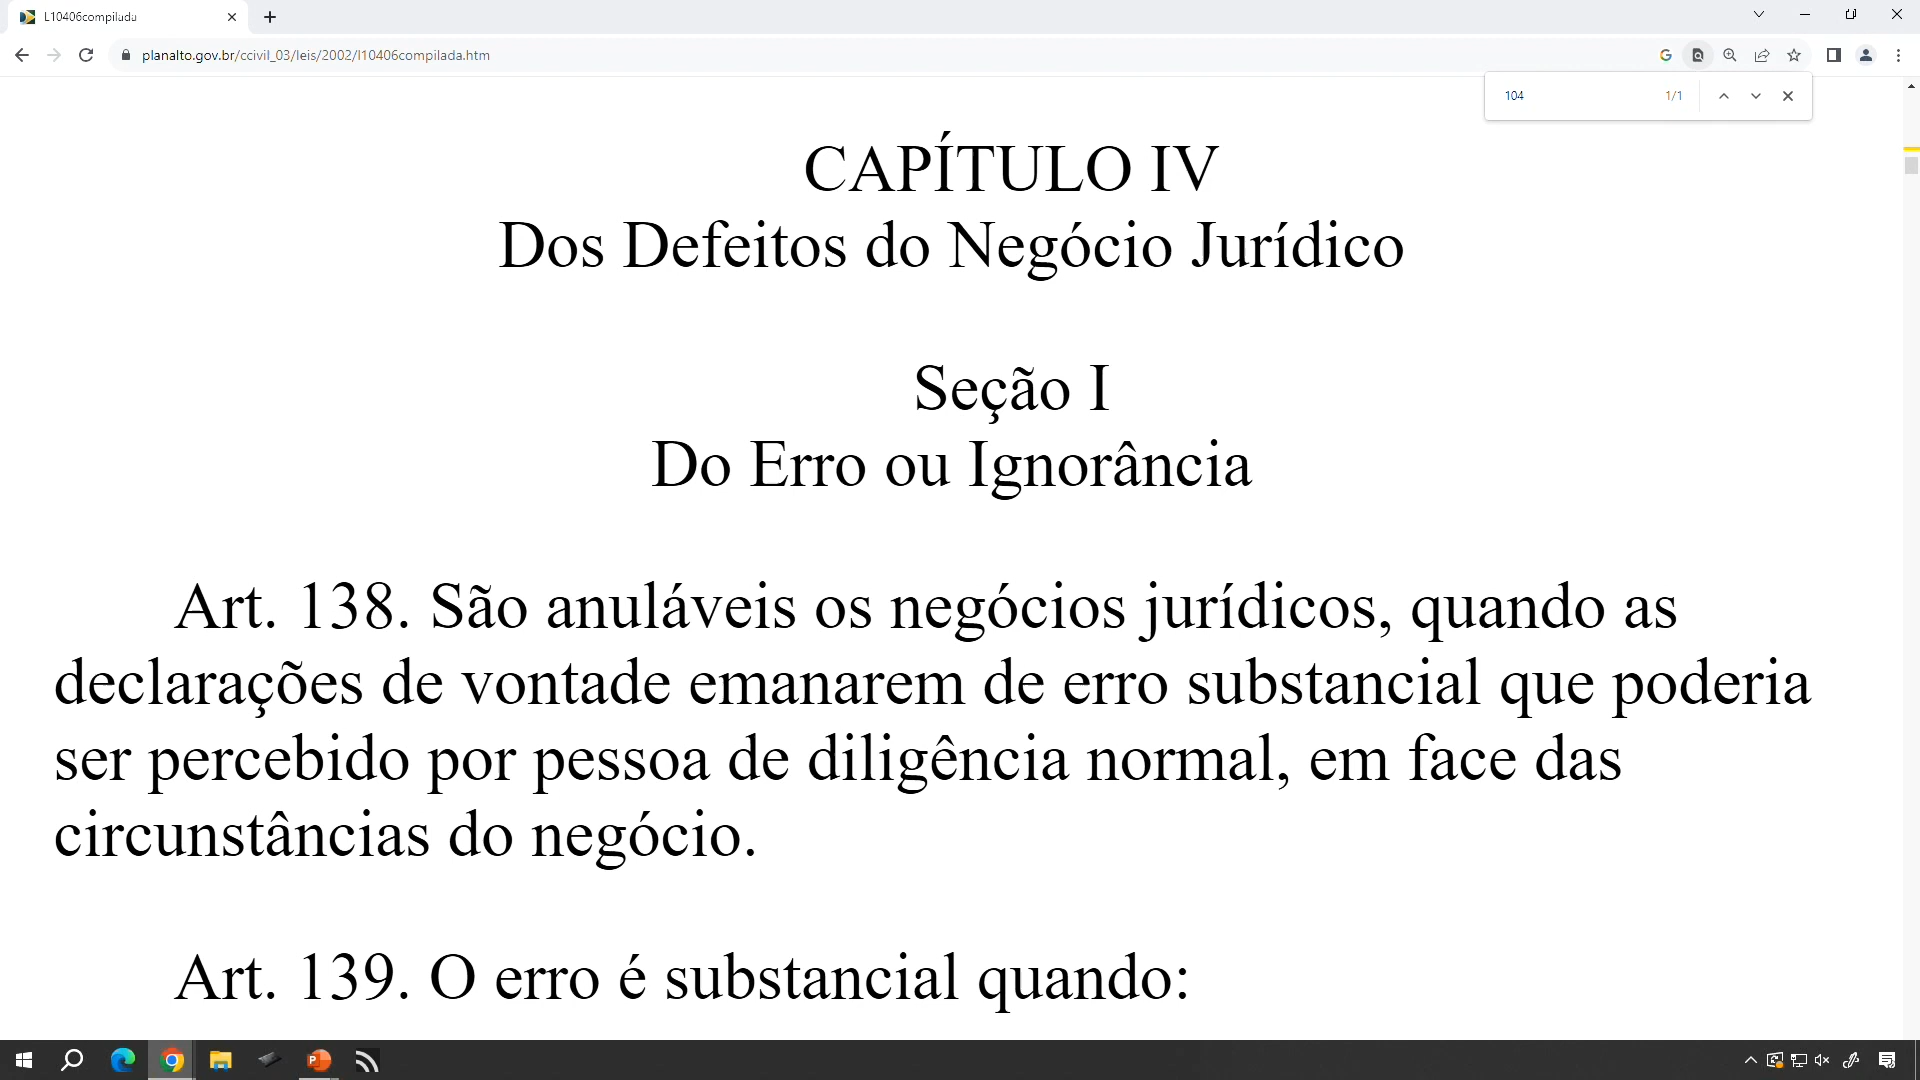 L10406compiludu
planalto.gov.br/ccivil_03/leis/2002/l10406compilada.htm
104 1/1
CAPÍTULO IV
Dos Defeitos do Negócio Jurídico
Seção I
Do Erro ou Ignorância
Art. 138. São anuláveis os negócios jurídicos, quando as
declarações de vontade emanarem de erro substancial que poderia
ser percebido por pessoa de diligência normal, em face das
circunstâncias do negócio.
Art. 139. O erro é substancial quando: